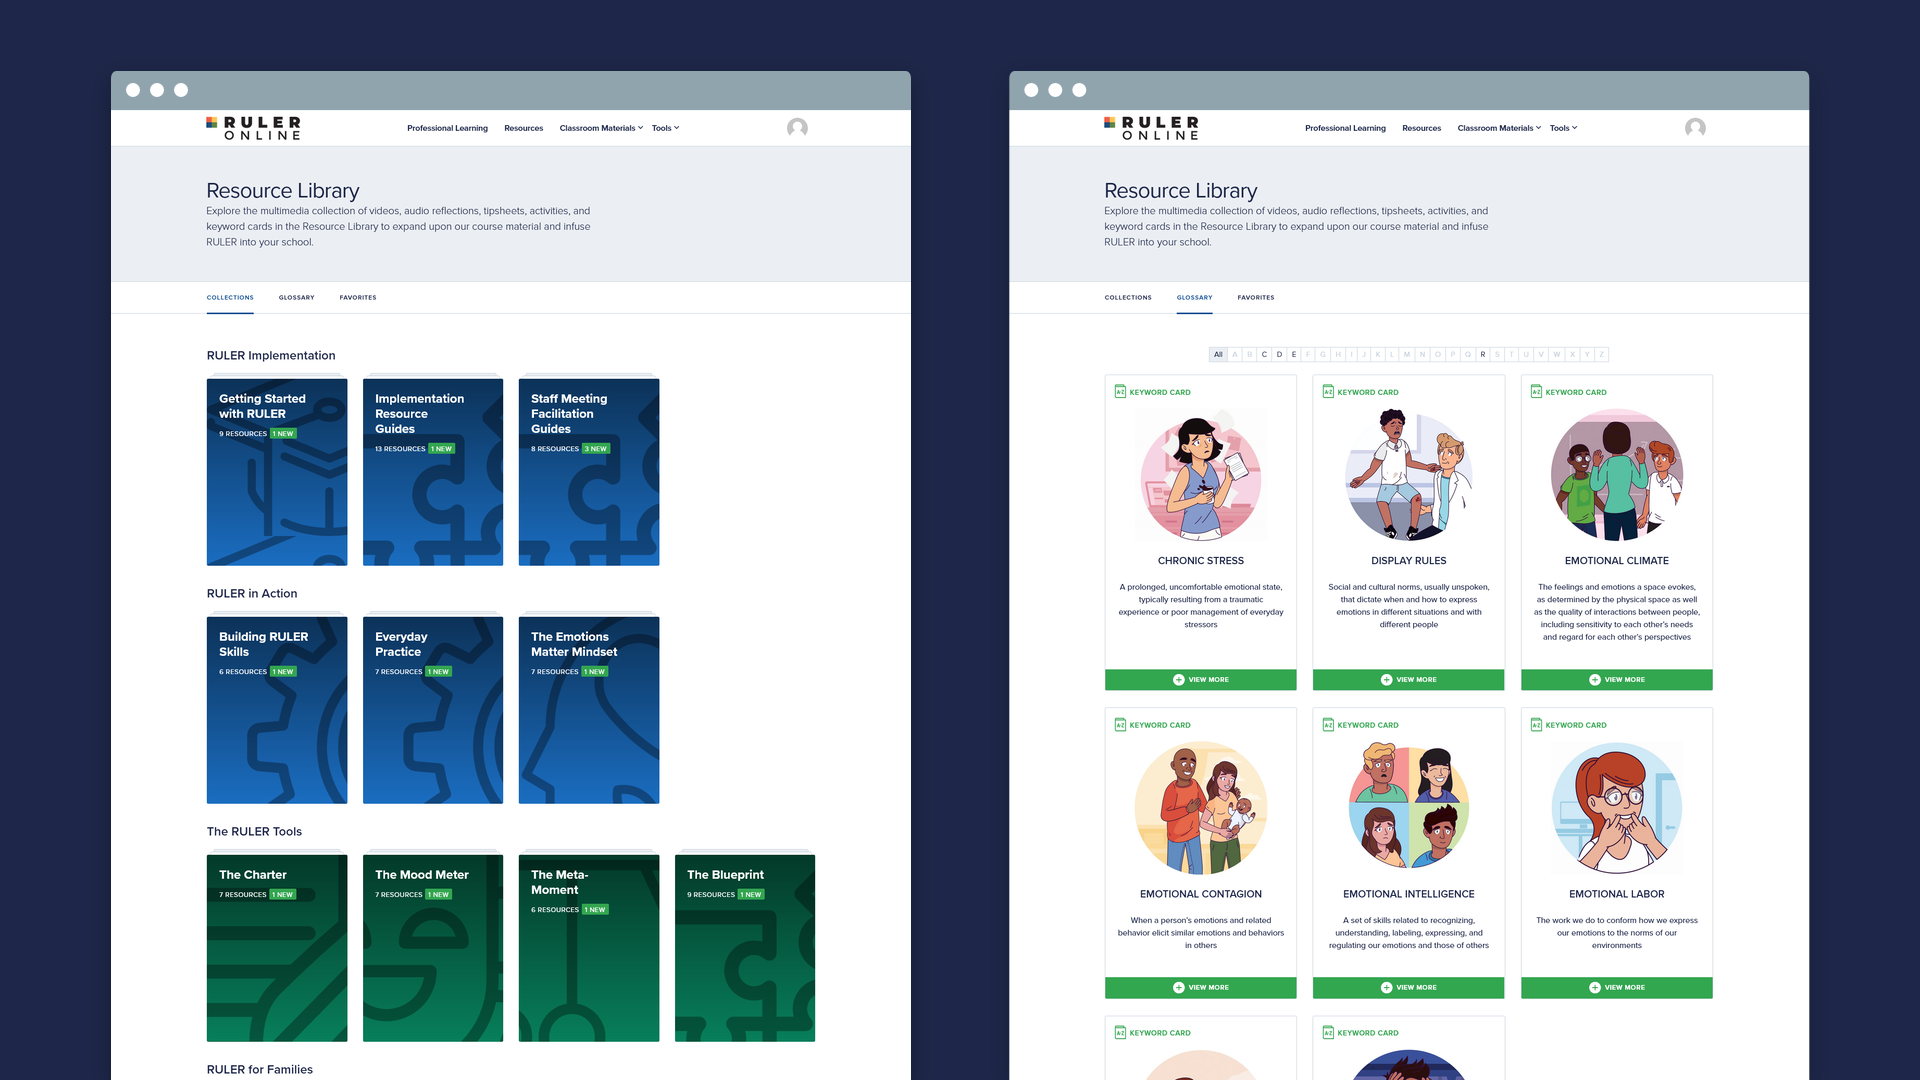 RULER
ONLINE
Professional Learning
Resources
Classroom Materials
Tools
Resource Library
Explore the multimedia collection of videos, audio reflections, tipsheets, activities, and
keyword cards in the Resource Library to expand upon our course material and infuse
RULER into your school.
COLLECTIONS
GLOSSARY
FAVORITES
RULER Implementation
Getting Started
with RULER
9 RESOURCES 1 NEW
Implementation
Resource
Guides
13 RESOURCES 1 NEW
Staff Meeting
Facilitation
Guides
8 RESOURCES 3 NEW
RULER in Action
Building RULER
Skills
6 RESOURCES 1 NEW
Everyday
Practice
7 RESOURCES 1 NEW
The Emotions
Matter Mindset
7 RESOURCES 1 NEW
The RULER Tools
The Charter
7 RESOURCES 1 NEW
The Mood Meter
7 RESOURCES 1 NEW
The Meta-
Moment
6 RESOURCES 1 NEW
The Blueprint
9 RESOURCES 1 NEW
RULER for Families
RULER
ONLINE
Professional Learning
Resources
Classroom Materials
Tools
Resource Library
Explore the multimedia collection of videos, audio reflections, tipsheets, activities, and
keyword cards in the Resource Library to expand upon our course material and infuse
RULER into your school.
COLLECTIONS
GLOSSARY
FAVORITES
All A B C D E F G H I J K L M N O P Q R S T U V W X Y Z
A-Z KEYWORD CARD
CHRONIC STRESS
A prolonged, uncomfortable emotional state,
typically resulting from a traumatic
experience or poor management of everyday
stressors
VIEW MORE
A-Z KEYWORD CARD
DISPLAY RULES
Social and cultural norms, usually unspoken,
that dictate when and how to express
emotions in different situations and with
different people
VIEW MORE
A-Z KEYWORD CARD
EMOTIONAL CLIMATE
The feelings and emotions a space evokes,
as determined by the physical space as well
as the quality of interactions between people,
including sensitivity to each other's needs
and regard for each other's perspectives
VIEW MORE
A-Z KEYWORD CARD
EMOTIONAL CONTAGION
When a person's emotions and related
behavior elicit similar emotions and behaviors
in others
VIEW MORE
A-Z KEYWORD CARD
EMOTIONAL INTELLIGENCE
A set of skills related to recognizing,
understanding, labeling, expressing, and
regulating our emotions and those of others
VIEW MORE
A-Z KEYWORD CARD
EMOTIONAL LABOR
The work we do to conform how we express
our emotions to the norms of our
environments
VIEW MORE
A-Z KEYWORD CARD
A-Z KEYWORD CARD